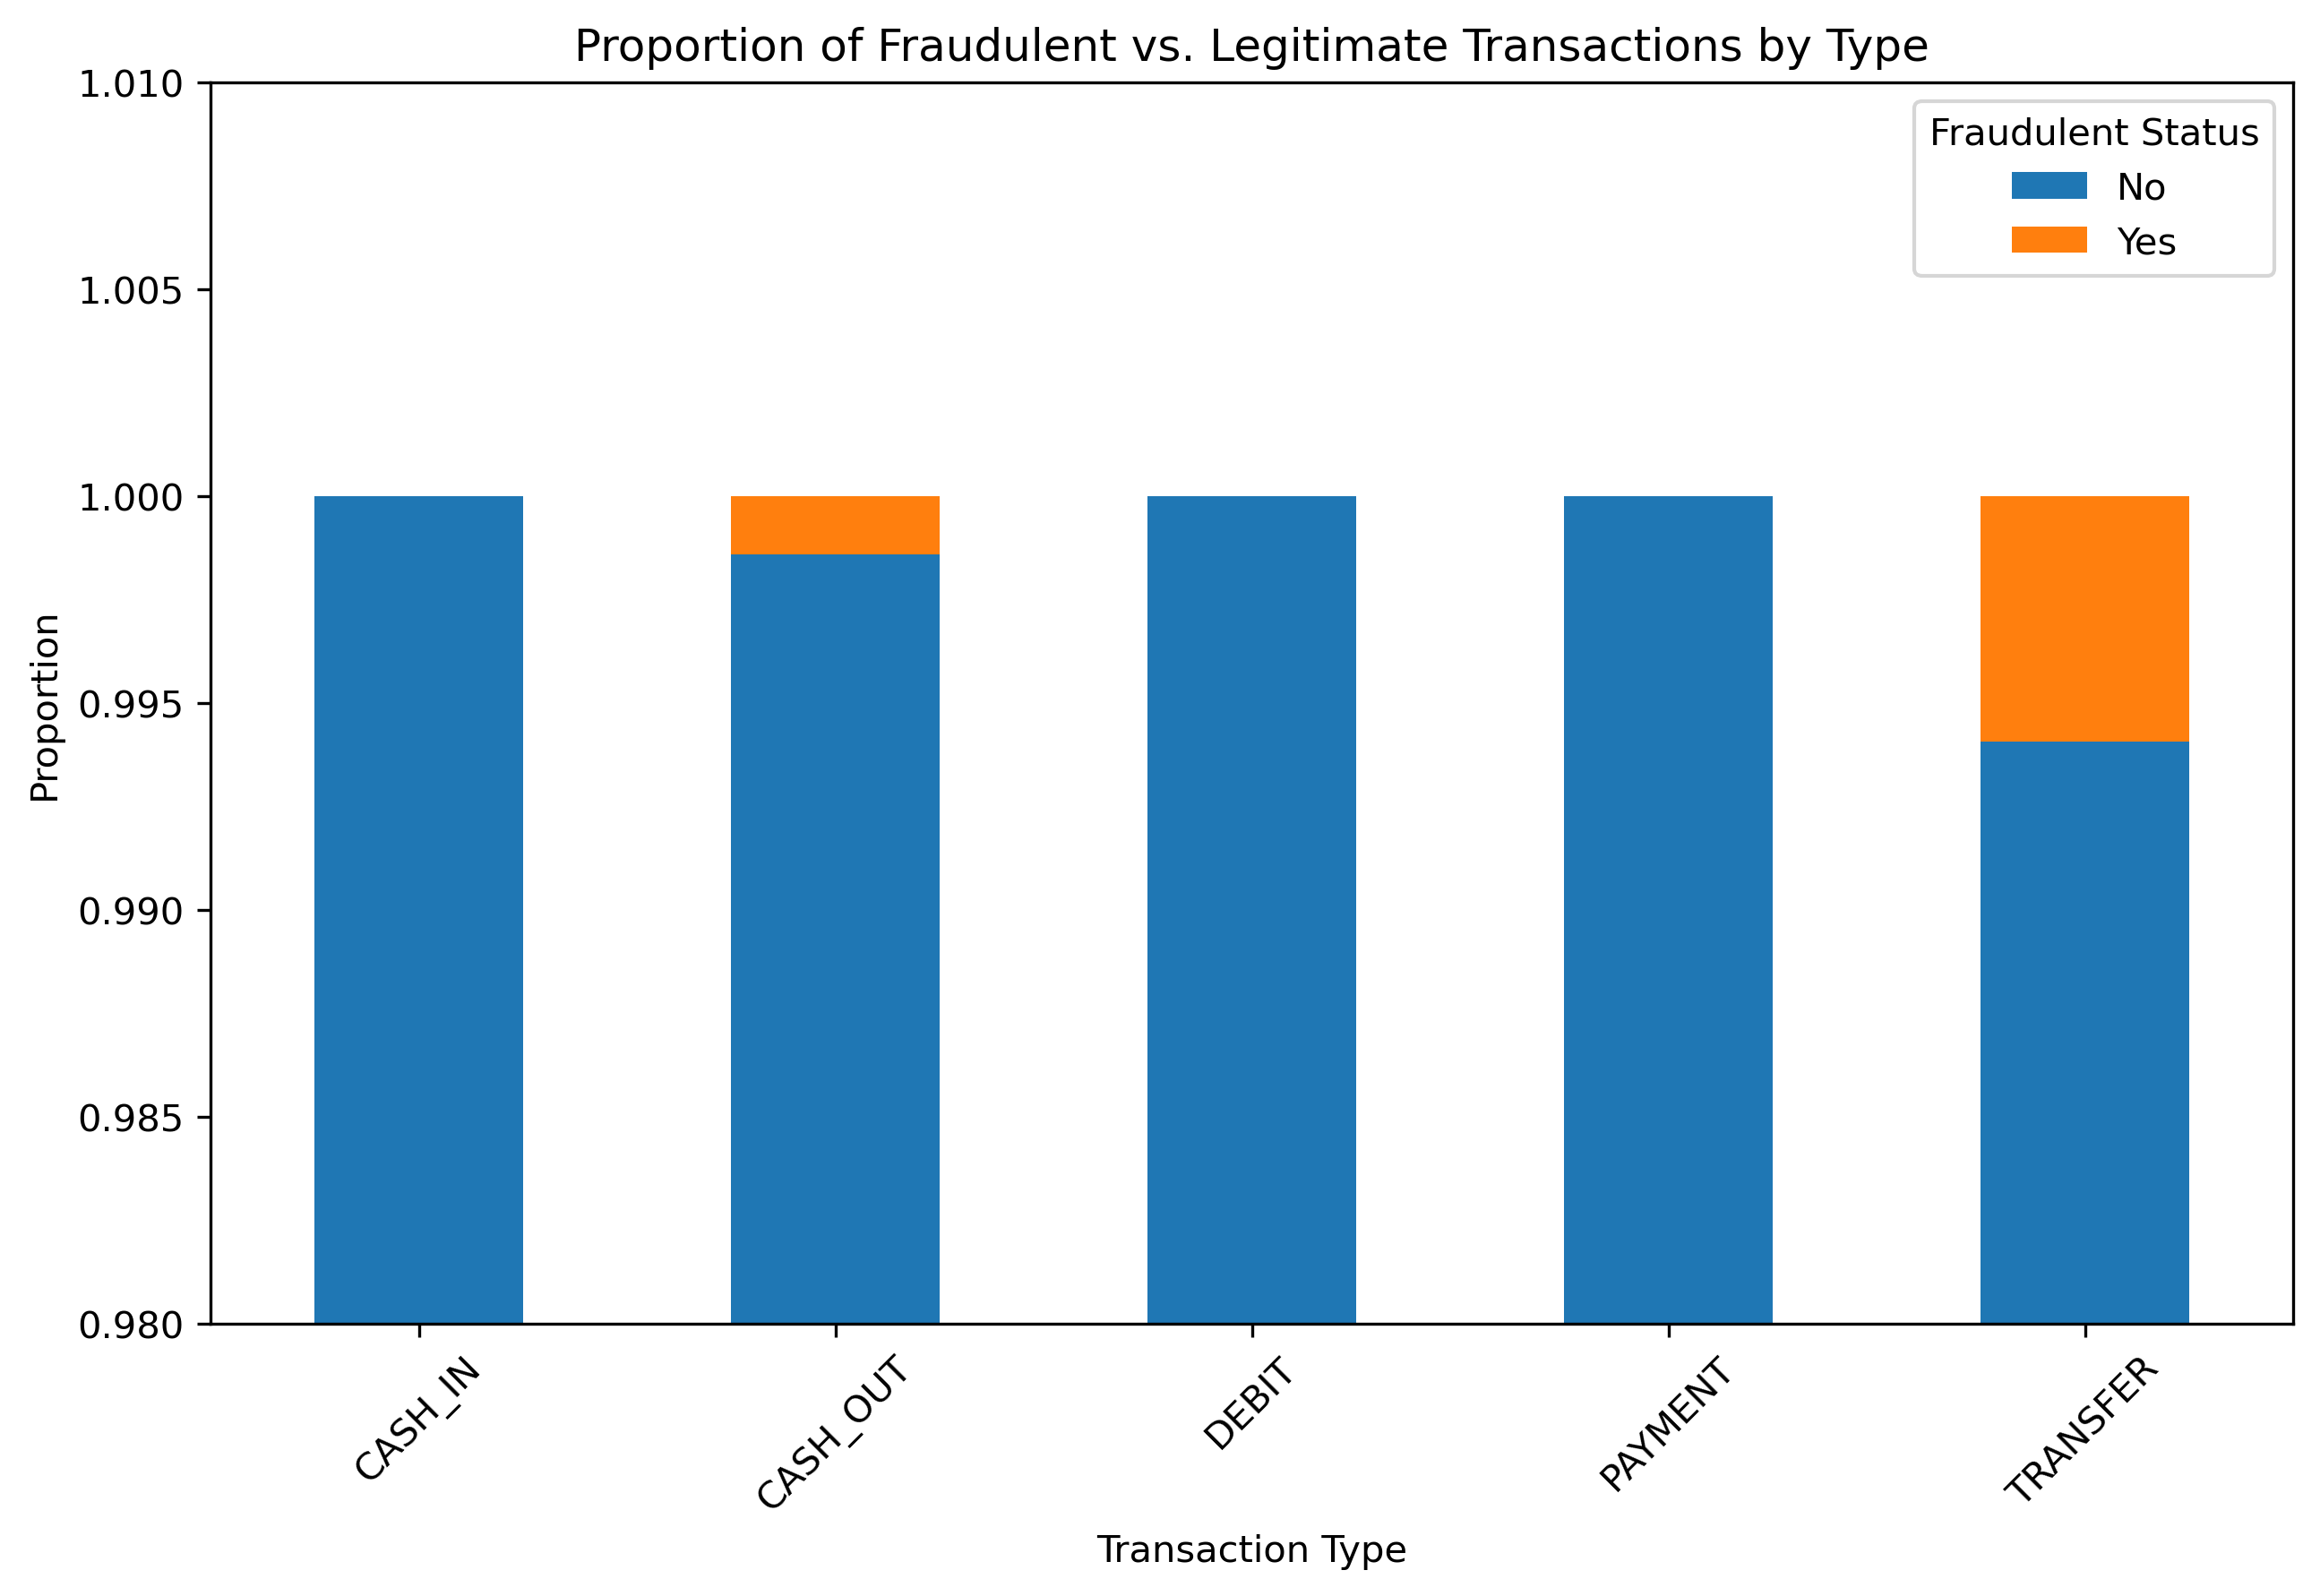 Proportion of Fraudulent vs. Legitimate Transactions by Type
Fraudulent Status
No
Yes
Proportion
1.010
1.005
1.000
0.995
0.990
0.985
0.980
CASH_IN
CASH_OUT
DEBIT
PAYMENT
TRANSFER
Transaction Type